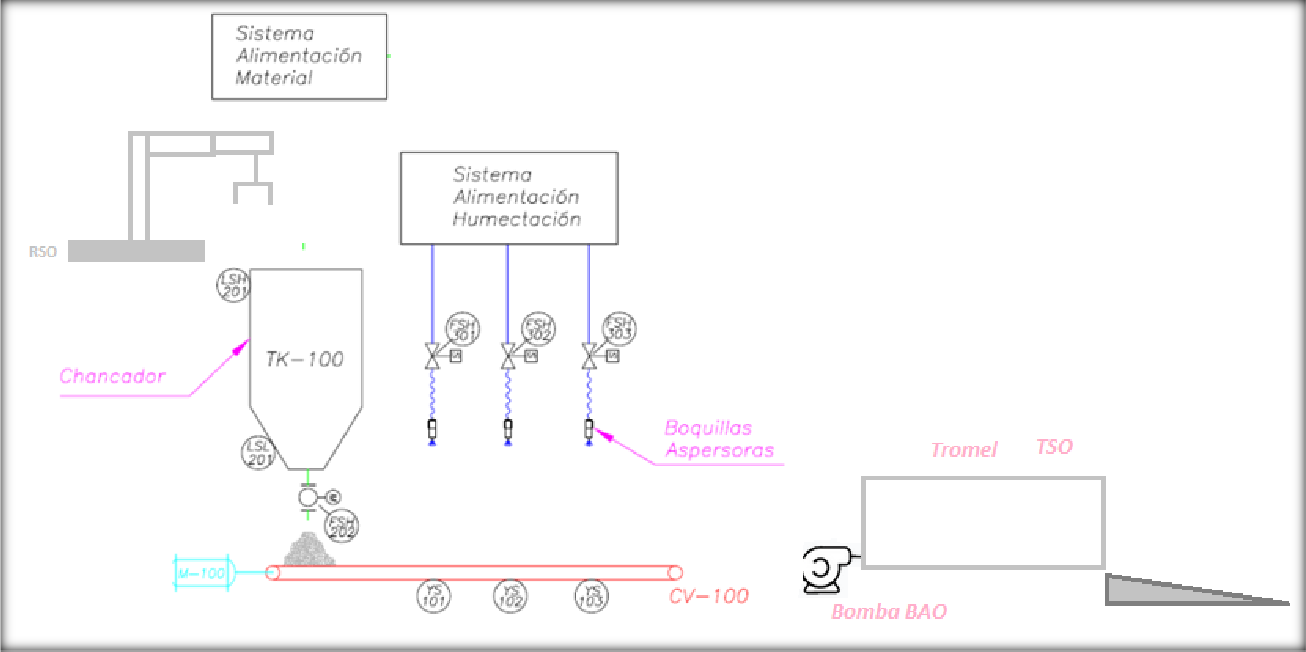 Sistema
Alimentación
Material
Sistema
Alimentación
Humectación
RSO
LSH
201
FSH
301
FSH
302
FSH
303
TK-100
Chancador
Boquillas
Aspersoras
LSL
201
Tromel TSO
FSH
202
M-100
YS
101
YS
102
YS
103
CV-100
Bomba BAO